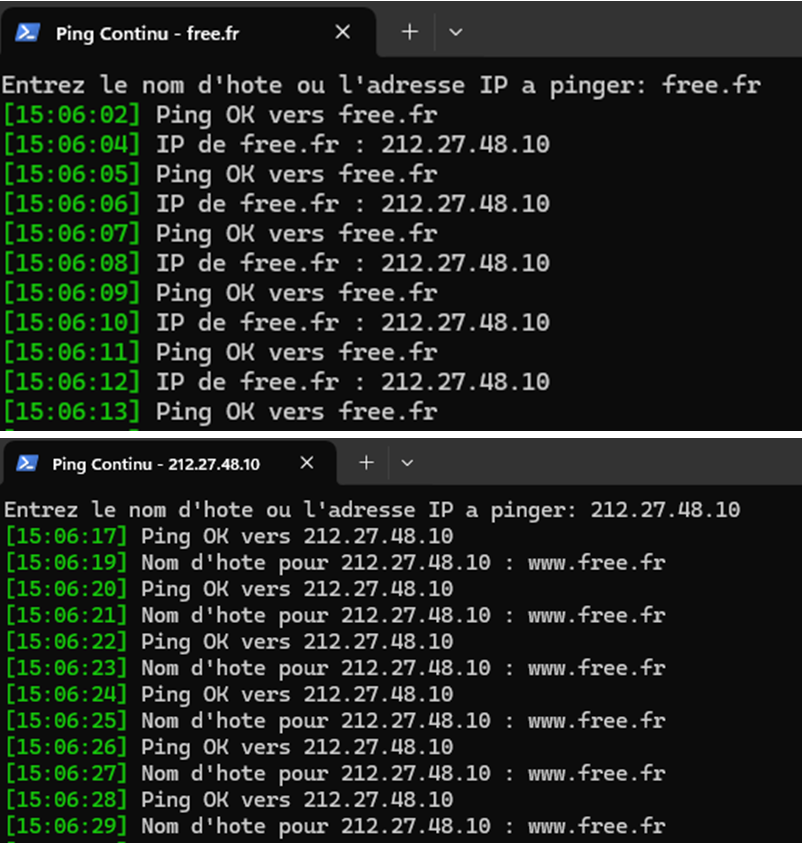 Ping Continu - free.fr
Entrez le nom d'hote ou l'adresse IP a pinger: free.fr
[15:06:02] Ping OK vers free.fr
[15:06:04] IP de free.fr : 212.27.48.10
[15:06:05] Ping OK vers free.fr
[15:06:06] IP de free.fr : 212.27.48.10
[15:06:07] Ping OK vers free.fr
[15:06:08] IP de free.fr : 212.27.48.10
[15:06:09] Ping OK vers free.fr
[15:06:10] IP de free.fr : 212.27.48.10
[15:06:11] Ping OK vers free.fr
[15:06:12] IP de free.fr : 212.27.48.10
[15:06:13] Ping OK vers free.fr
Ping Continu - 212.27.48.10
Entrez le nom d'hote ou l'adresse IP a pinger: 212.27.48.10
[15:06:17] Ping OK vers 212.27.48.10
[15:06:19] Nom d'hote pour 212.27.48.10 : www.free.fr
[15:06:20] Ping OK vers 212.27.48.10
[15:06:21] Nom d'hote pour 212.27.48.10 : www.free.fr
[15:06:22] Ping OK vers 212.27.48.10
[15:06:23] Nom d'hote pour 212.27.48.10 : www.free.fr
[15:06:24] Ping OK vers 212.27.48.10
[15:06:25] Nom d'hote pour 212.27.48.10 : www.free.fr
[15:06:26] Ping OK vers 212.27.48.10
[15:06:27] Nom d'hote pour 212.27.48.10 : www.free.fr
[15:06:28] Ping OK vers 212.27.48.10
[15:06:29] Nom d'hote pour 212.27.48.10 : www.free.fr